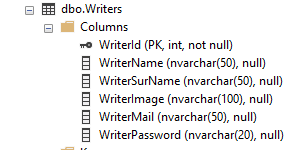 dbo.Writers
Columns
WriterId (PK, int, not null)
WriterName (nvarchar(50), null)
WriterSurName (nvarchar(50), null)
WriterImage (nvarchar(100), null)
WriterMail (nvarchar(50), null)
WriterPassword (nvarchar(20), null)